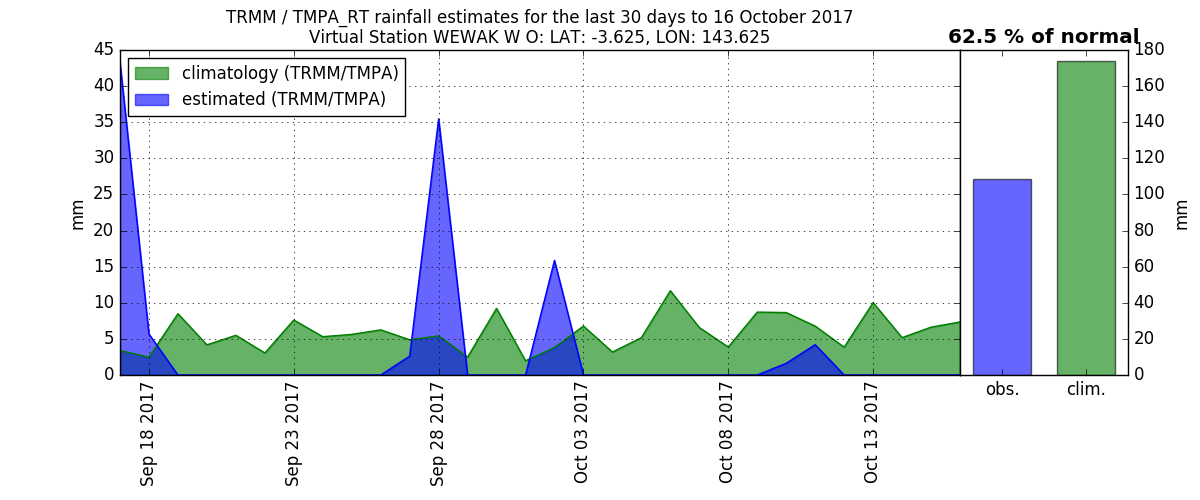 TRMM / TMPA_RT rainfall estimates for the last 30 days to 16 October 2017
Virtual Station WEWAK W O: LAT: -3.625, LON: 143.625
62.5 % of normal
climatology (TRMM/TMPA)
estimated (TRMM/TMPA)
mm
45
40
35
30
25
20
15
10
5
0
Sep 18 2017
Sep 23 2017
Sep 28 2017
Oct 03 2017
Oct 08 2017
Oct 13 2017
obs.
clim.
180
160
140
120
100
80
60
40
20
0
mm